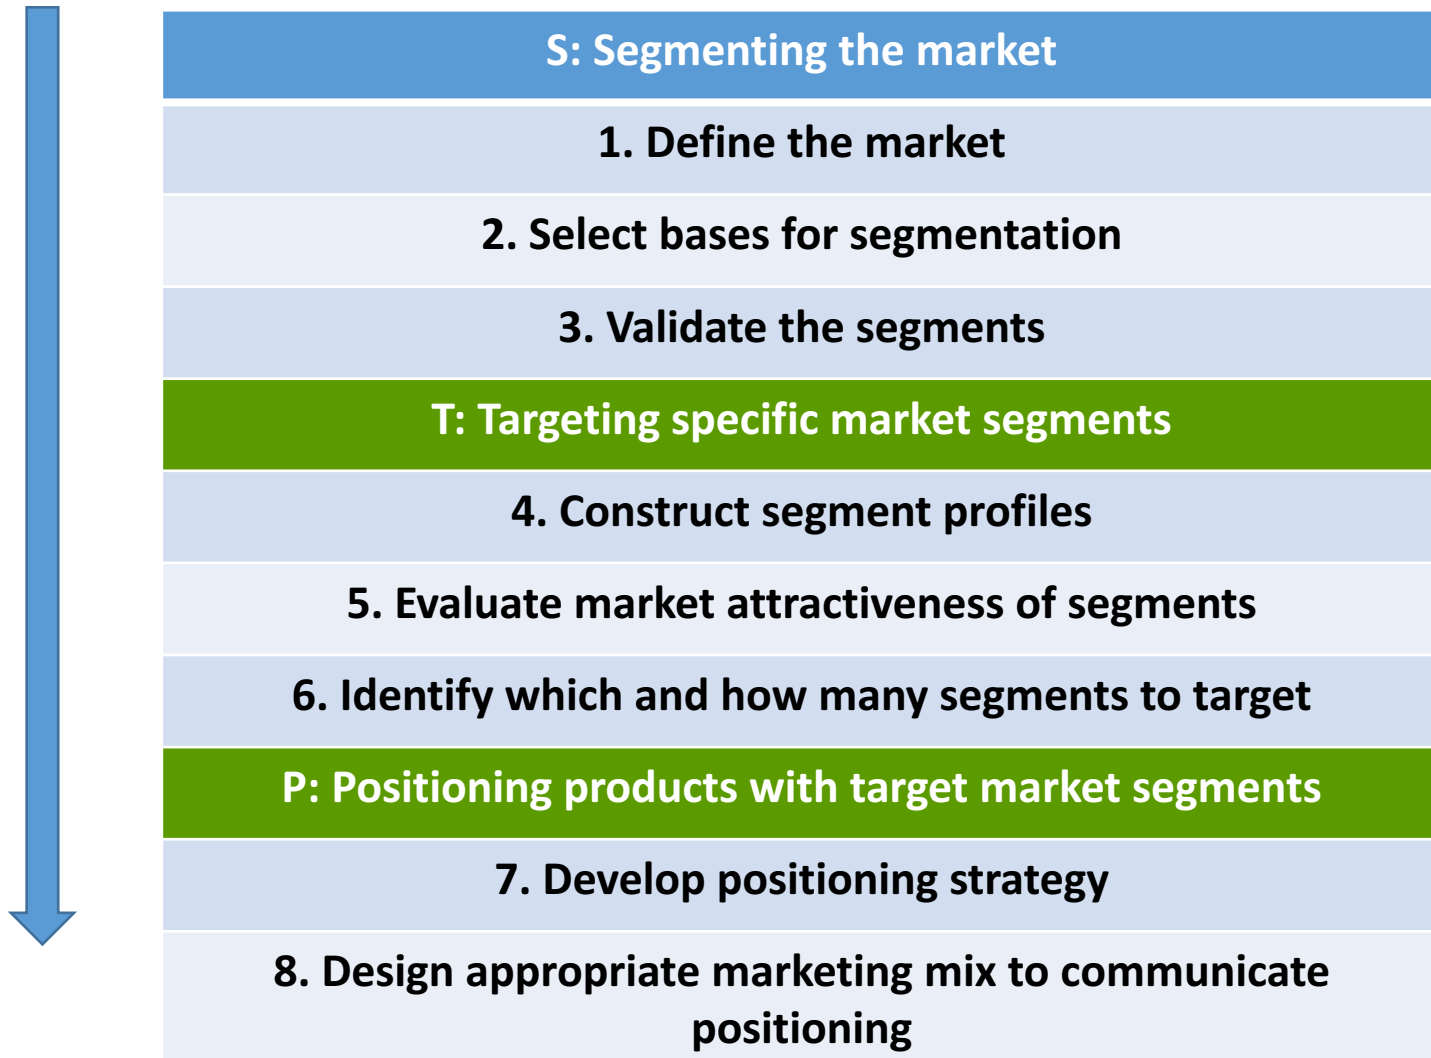 S: Segmenting the market
1. Define the market
2. Select bases for segmentation
3. Validate the segments
T: Targeting specific market segments
4. Construct segment profiles
5. Evaluate market attractiveness of segments
6. Identify which and how many segments to target
P: Positioning products with target market segments
7. Develop positioning strategy
8. Design appropriate marketing mix to communicate
positioning